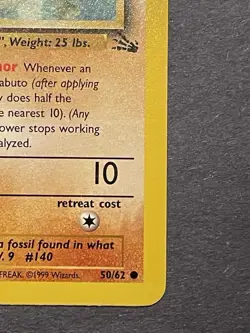 ", Weight: 25 lbs.
nor Whenever an
abuto (after applying
y does half the
e nearest 10). (Any
ower stops working
alyzed.
10
retreat cost
a fossil found in what
V. 9 #140
FREAK. ©1999 Wizards. 50/62